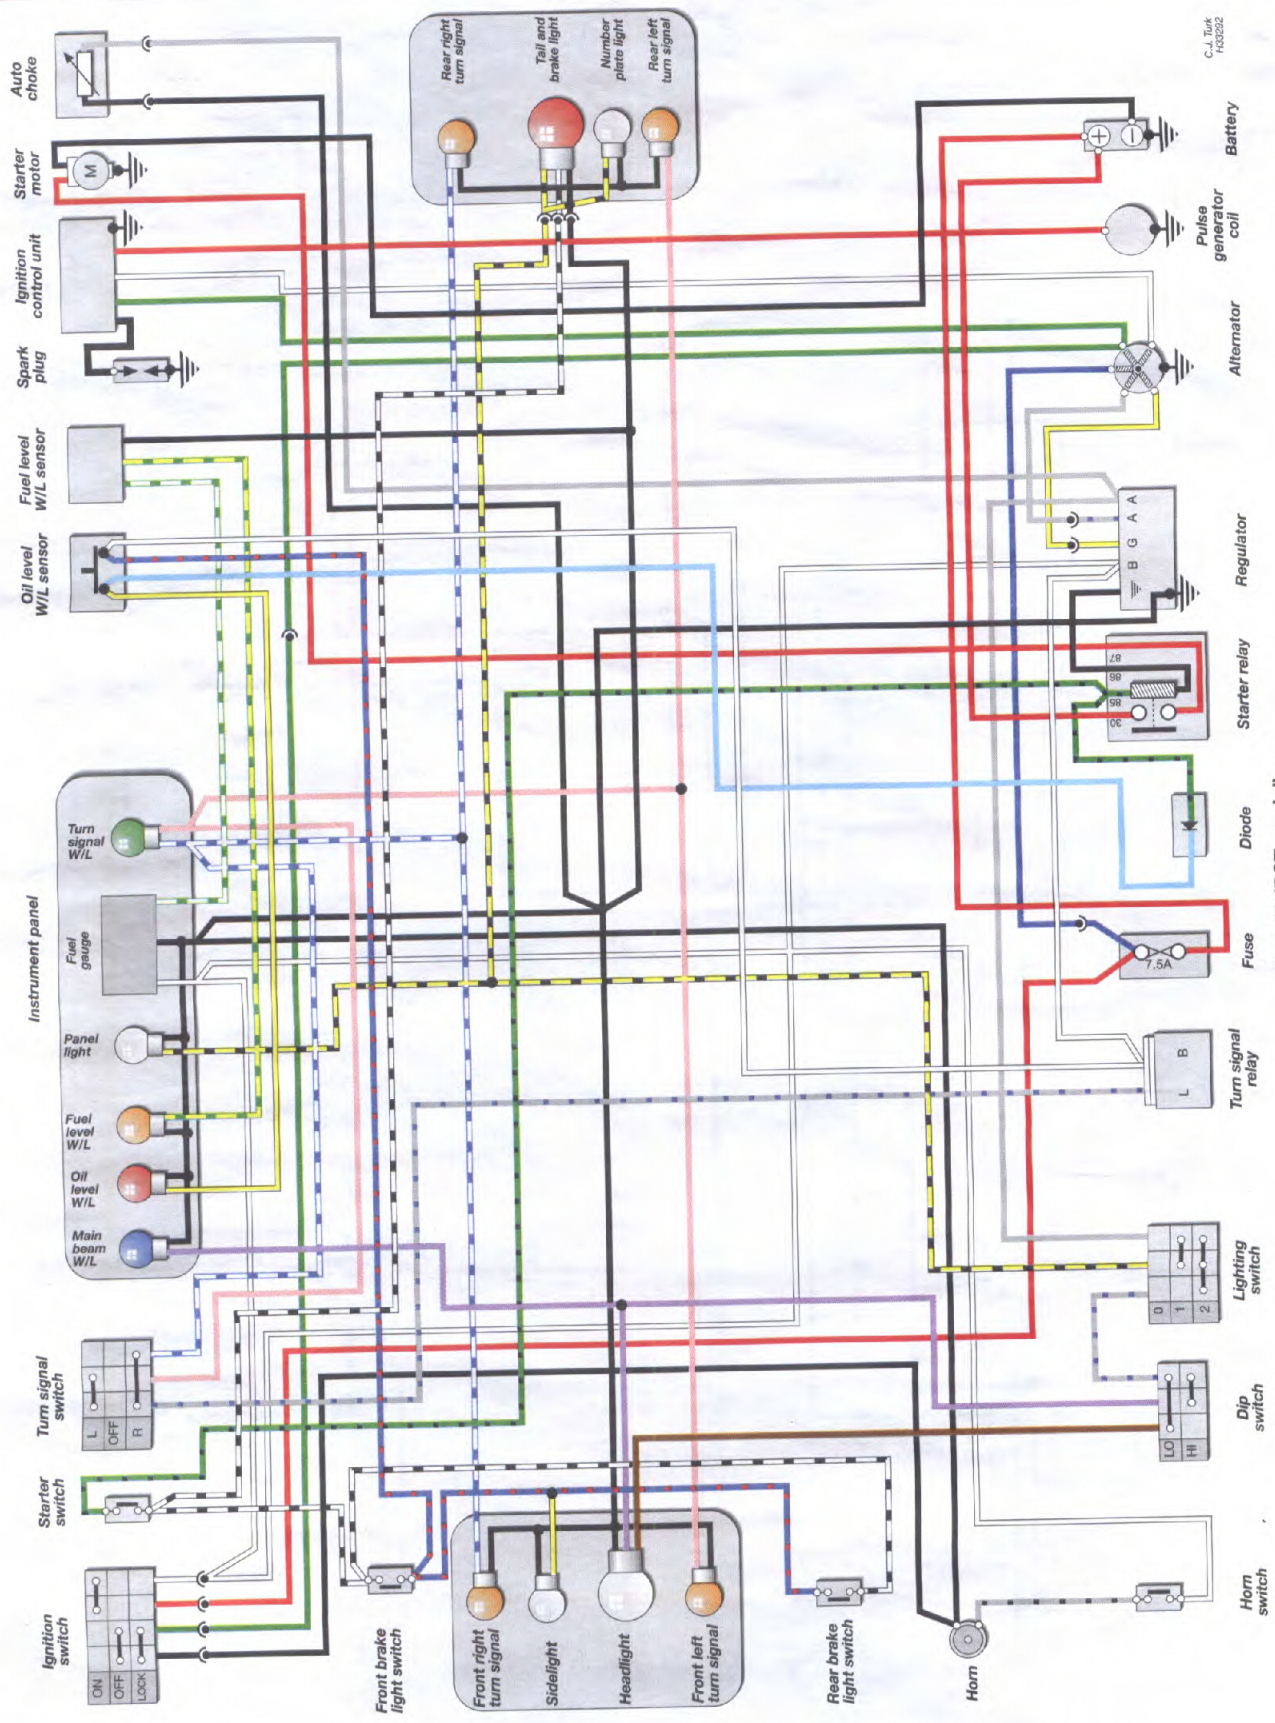 Auto
choke
Starter
motor
Ignition
control unit
Spark
plug
Fuel level
W/L sensor
Oil level
W/L sensor
Instrument panel
Turn signal
switch
Starter
switch
Ignition
switch
M
Turn
signal
W/L
Fuel
gauge
Panel
light
Fuel
level
W/L
Oil
level
W/L
Main
beam
W/L
L
OFF
R
ON
OFF
LOCK
Rear right
turn signal
Tail and
brake light
Number
plate light
Rear left
turn signal
Front brake
light switch
Front right
turn signal
Sidelight
Headlight
Front left
turn signal
Rear brake
light switch
Horn
+
−
A
A
G
B
87
86
85
30
7.5A
B
L
0
1
2
LO
HI
C.J. Turk
H33292
Battery
Pulse
generator
coil
Alternator
Regulator
Starter relay
Diode
Fuse
Turn signal
relay
Lighting
switch
Dip
switch
Horn
switch